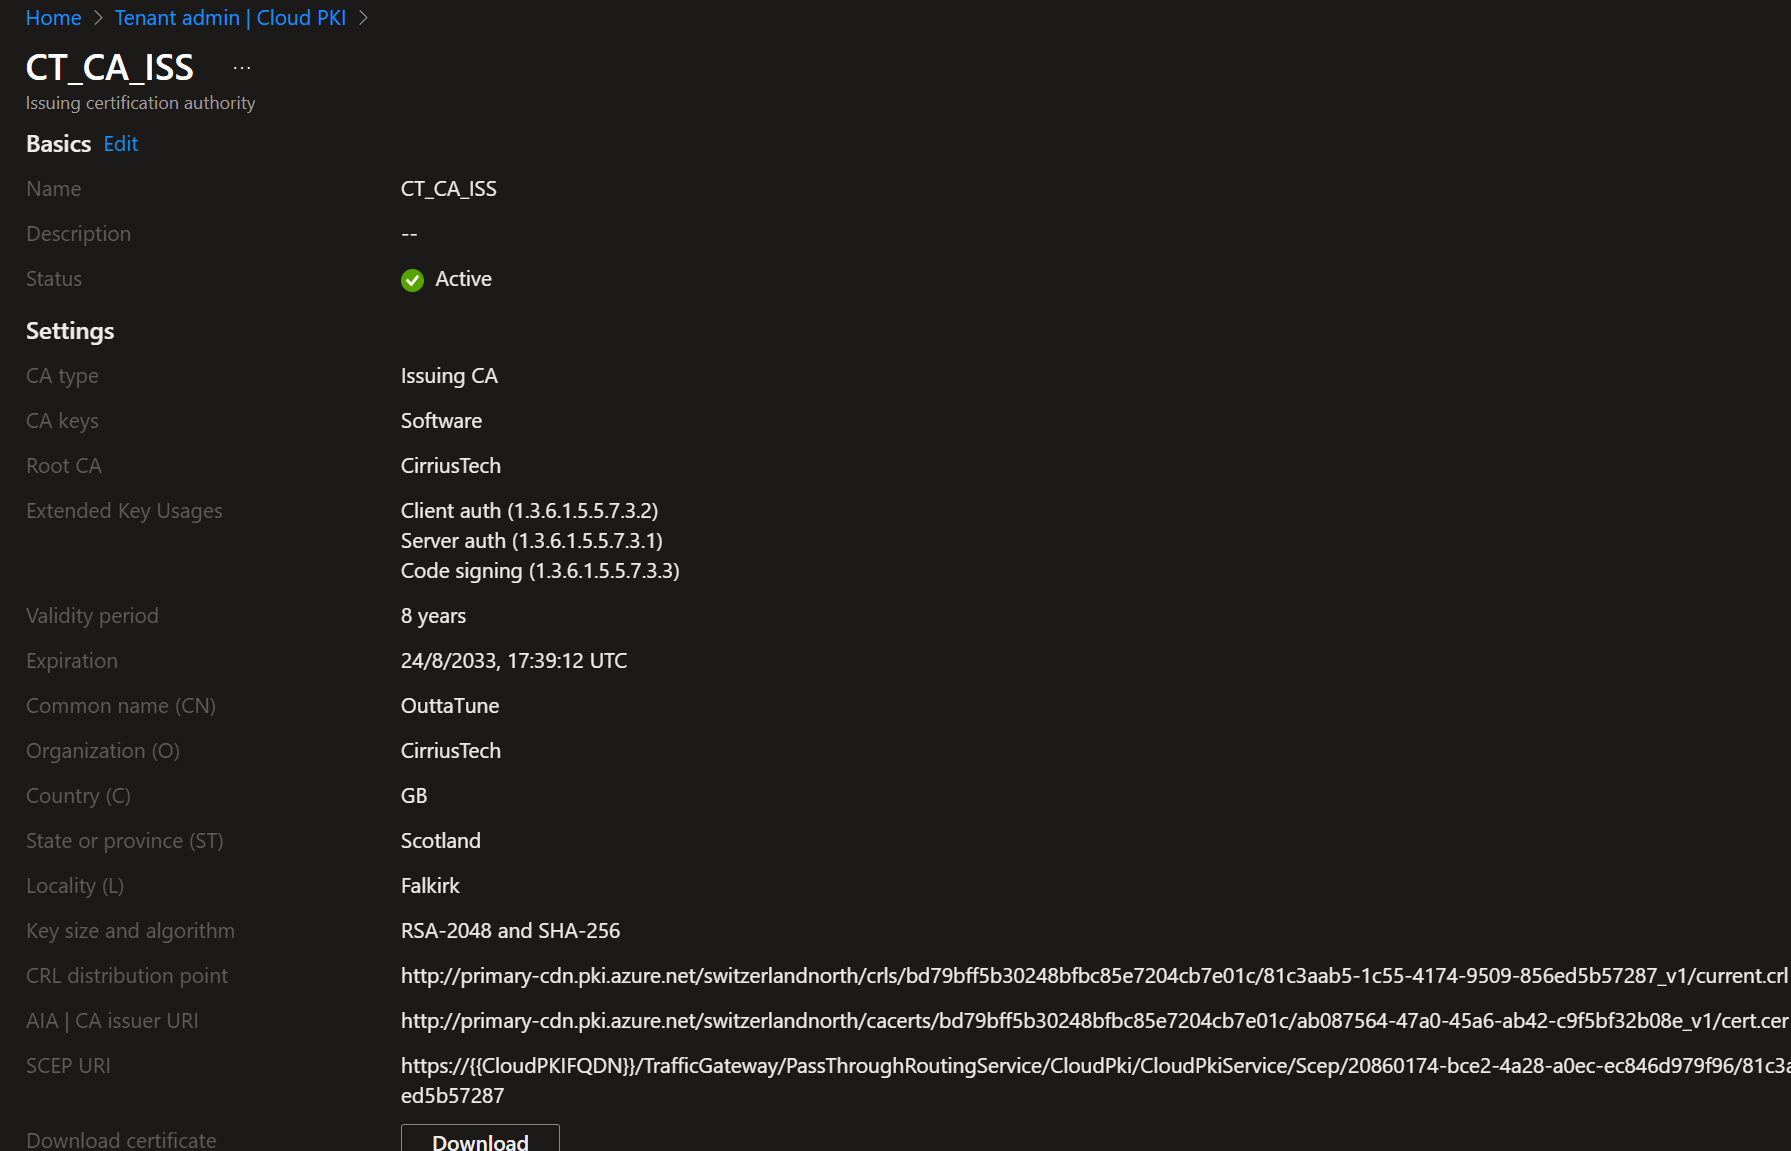 Home > Tenant admin | Cloud PKI >
CT_CA_ISS ...
Issuing certification authority
Basics Edit
Name CT_CA_ISS
Description --
Status Active
Settings
CA type Issuing CA
CA keys Software
Root CA CirriusTech
Extended Key Usages Client auth (1.3.6.1.5.5.7.3.2)
Server auth (1.3.6.1.5.5.7.3.1)
Code signing (1.3.6.1.5.5.7.3.3)
Validity period 8 years
Expiration 24/8/2033, 17:39:12 UTC
Common name (CN) OuttaTune
Organization (O) CirriusTech
Country (C) GB
State or province (ST) Scotland
Locality (L) Falkirk
Key size and algorithm RSA-2048 and SHA-256
CRL distribution point http://primary-cdn.pki.azure.net/switzerlandnorth/crls/bd79bff5b30248bfbc85e7204cb7e01c/81c3aab5-1c55-4174-9509-856ed5b57287_v1/current.crl
AIA | CA issuer URI http://primary-cdn.pki.azure.net/switzerlandnorth/cacerts/bd79bff5b30248bfbc85e7204cb7e01c/ab087564-47a0-45a6-ab42-c9f5bf32b08e_v1/cert.cer
SCEP URI https://{{CloudPKIFQDN}}/TrafficGateway/PassThroughRoutingService/CloudPki/CloudPkiService/Scep/20860174-bce2-4a28-a0ec-ec846d979f96/81c3a
ed5b57287
Download certificate Download